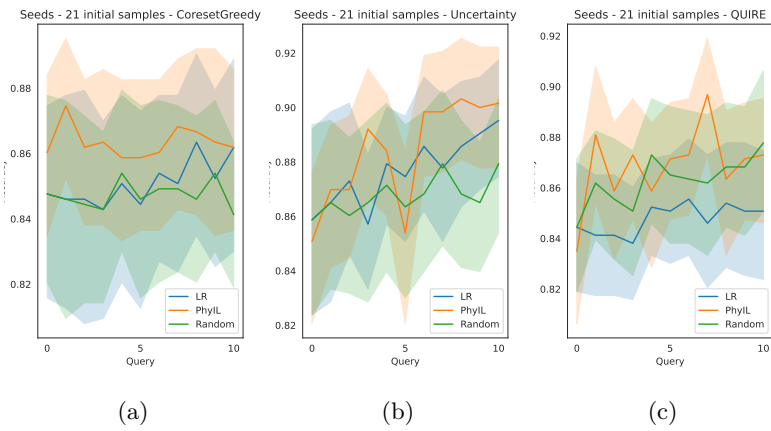 Seeds - 21 initial samples - CoresetGreedy
0.88
0.86
0.84
0.82
0
5
10
Query
LR
PhyIL
Random
(a)
Seeds - 21 initial samples - Uncertainty
0.92
0.90
0.88
0.86
0.84
0.82
0
5
10
Query
LR
PhyIL
Random
(b)
Seeds - 21 initial samples - QUIRE
0.92
0.90
0.88
0.86
0.84
0.82
0
5
10
Query
LR
PhyIL
Random
(c)